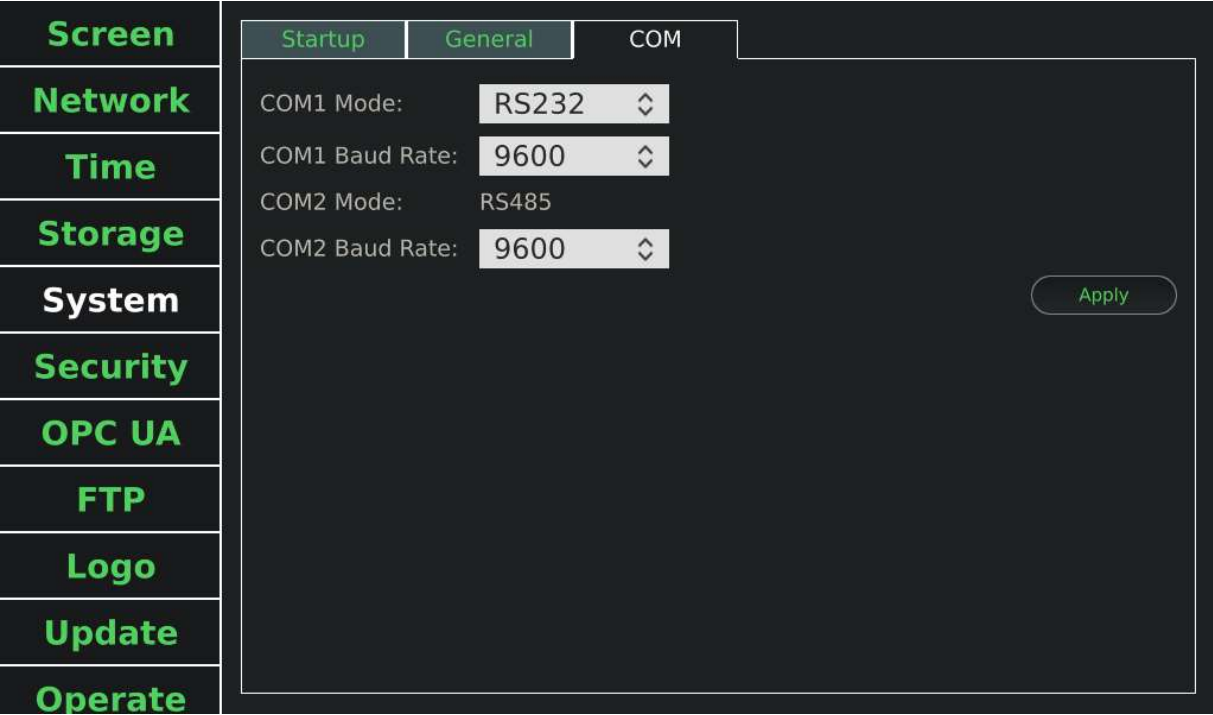 Screen
Network
Time
Storage
System
Security
OPC UA
FTP
Logo
Update
Operate
Startup General COM
COM1 Mode: RS232
COM1 Baud Rate: 9600
COM2 Mode: RS485
COM2 Baud Rate: 9600
Apply